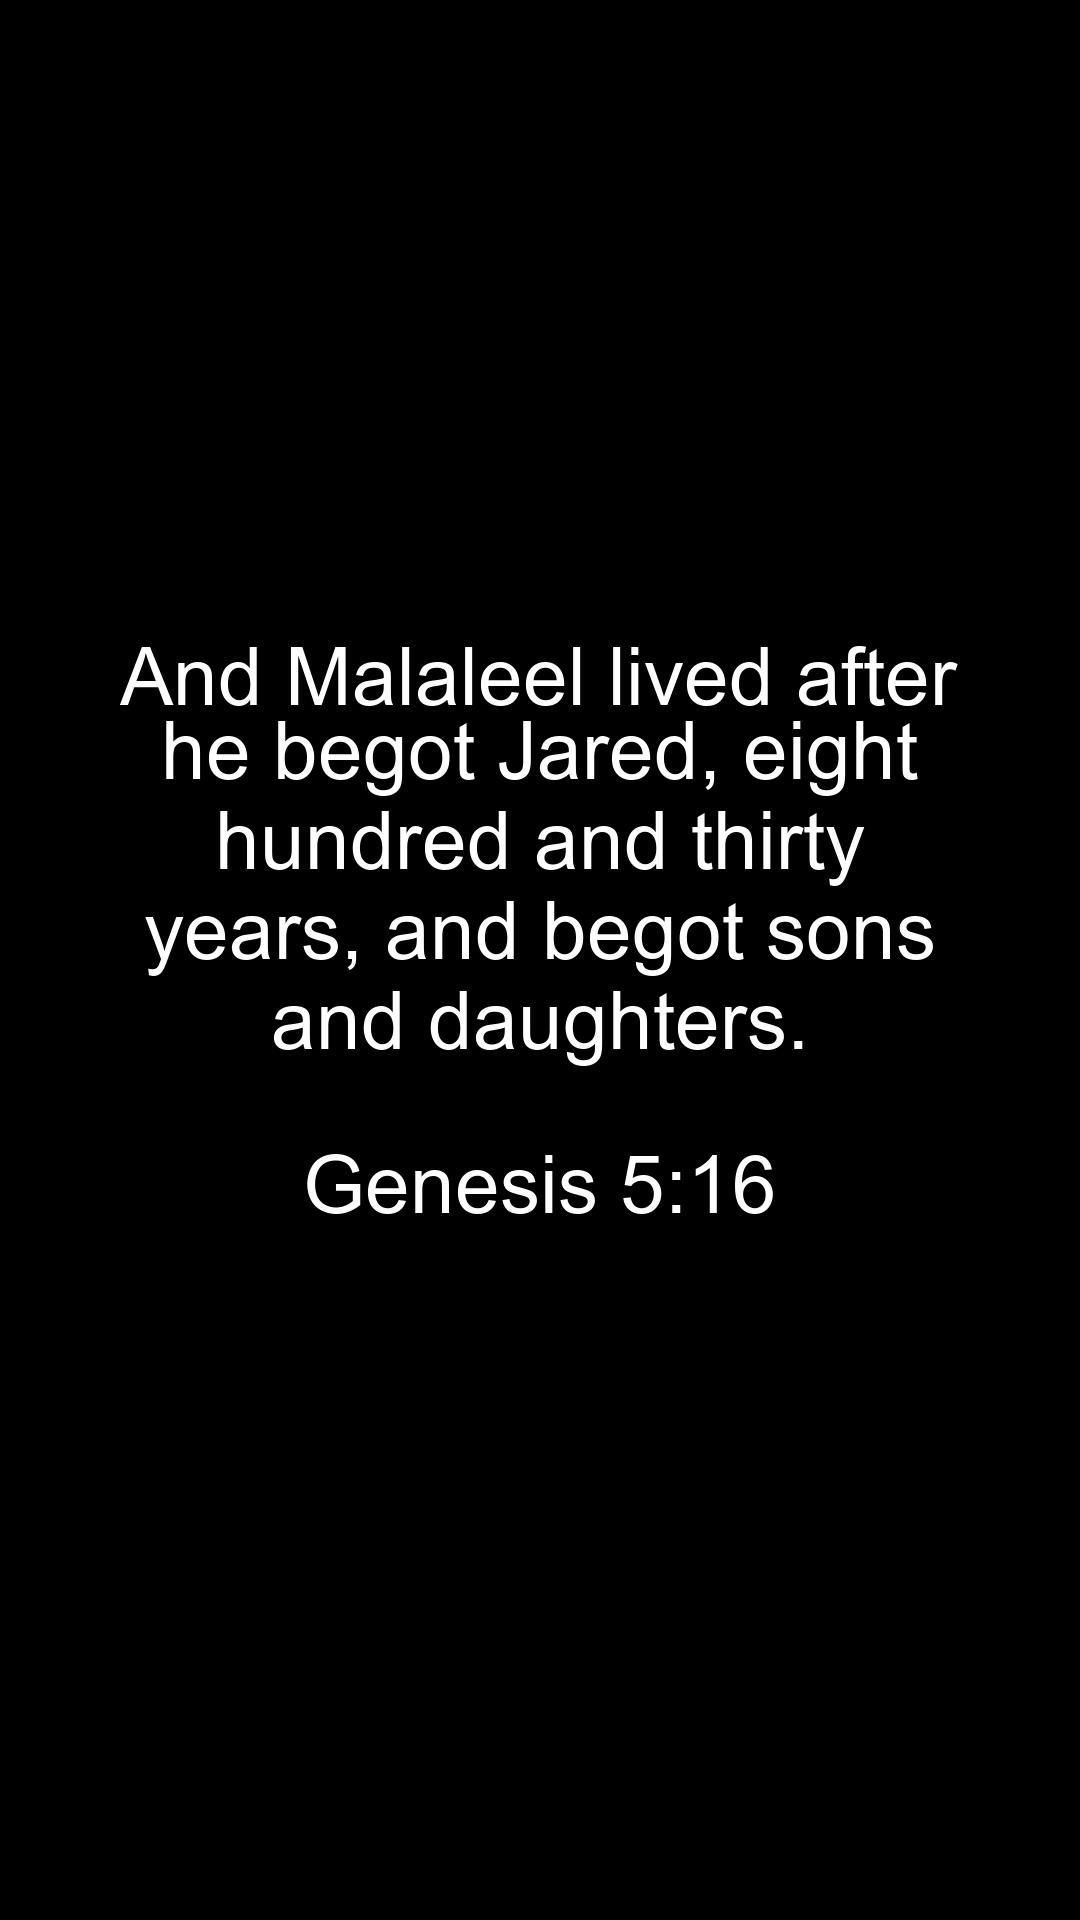 And Malaleel lived after
he begot Jared, eight
hundred and thirty
years, and begot sons
and daughters.
Genesis 5:16